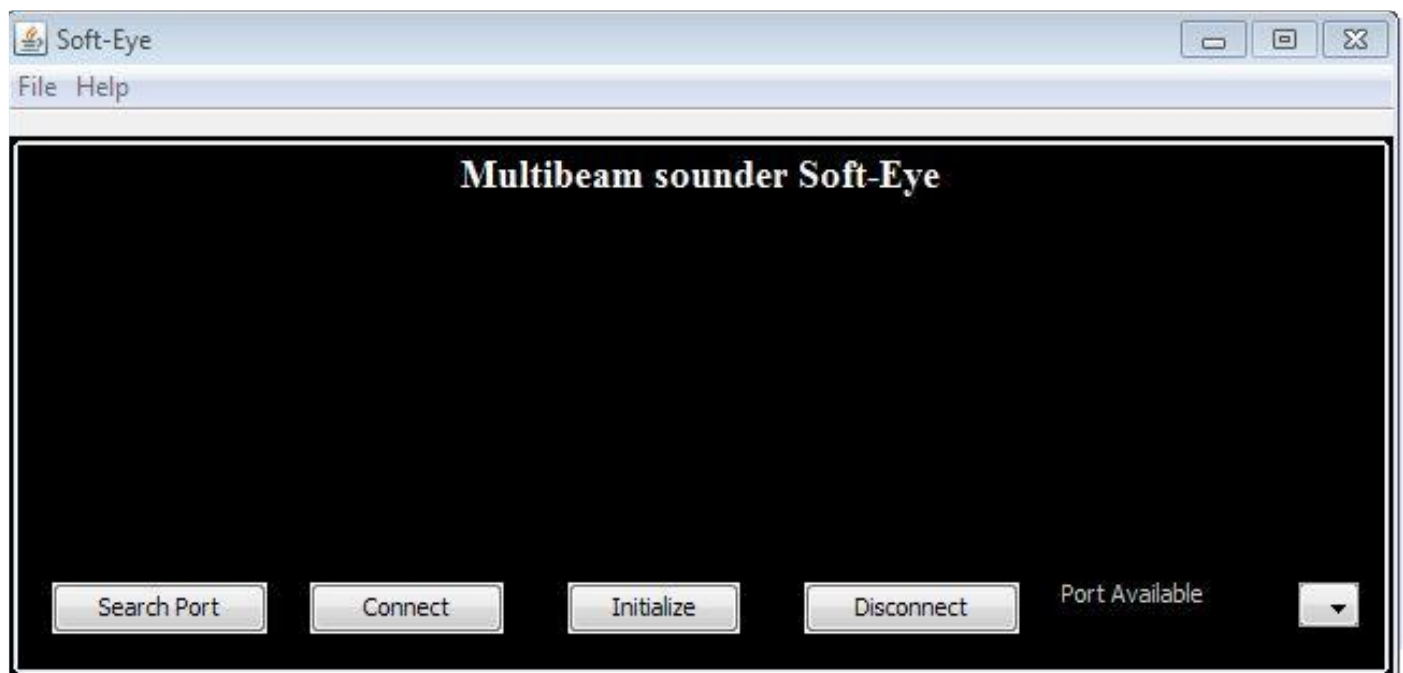 Soft-Eye
File Help
Multibeam sounder Soft-Eye
Search Port Connect Initialize Disconnect Port Available